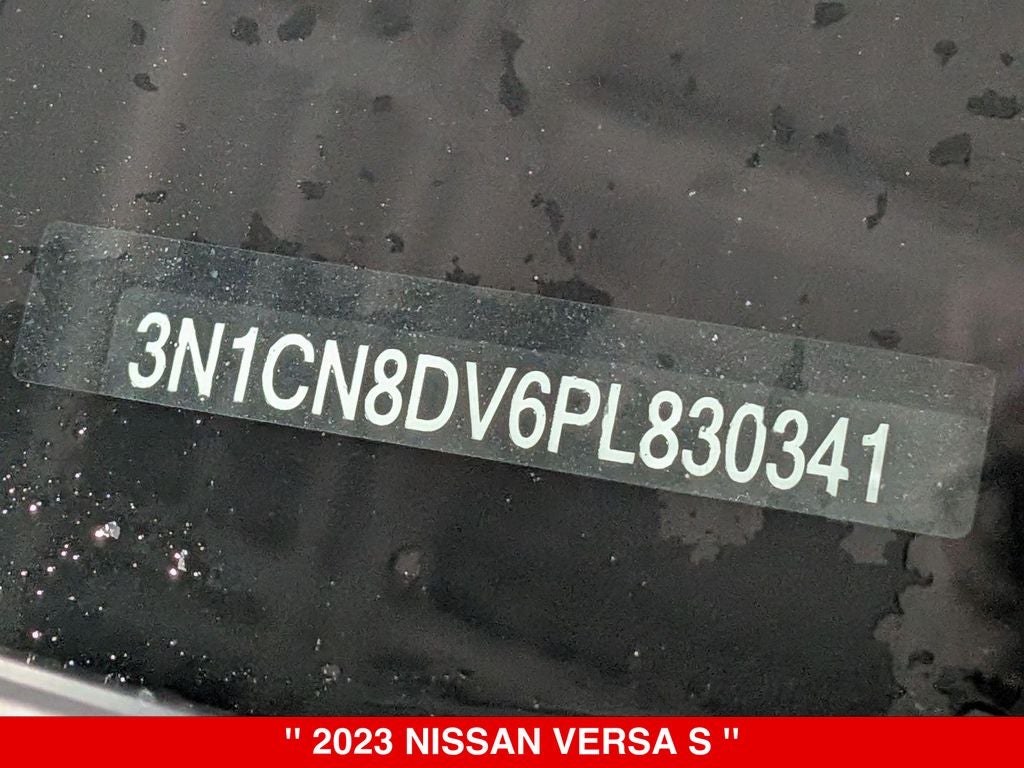 3N1CN8DV6PL830341
" 2023 NISSAN VERSA S "